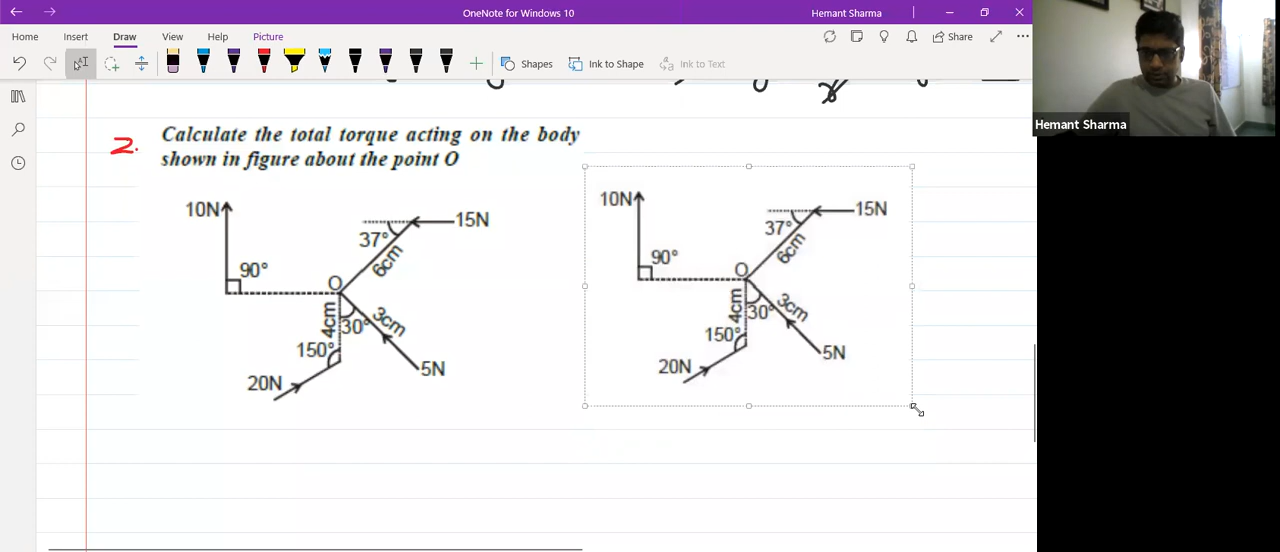 OneNote for Windows 10
Hemant Sharma
Home Insert Draw View Help Picture
Share
Shapes Ink to Shape Ink to Text
Hemant Sharma
2. Calculate the total torque acting on the body
shown in figure about the point O
10N
15N
37°
6cm
90°
O
4cm
30°
3cm
150°
20N
5N
10N
15N
37°
6cm
90°
O
4cm
30°
3cm
150°
20N
5N